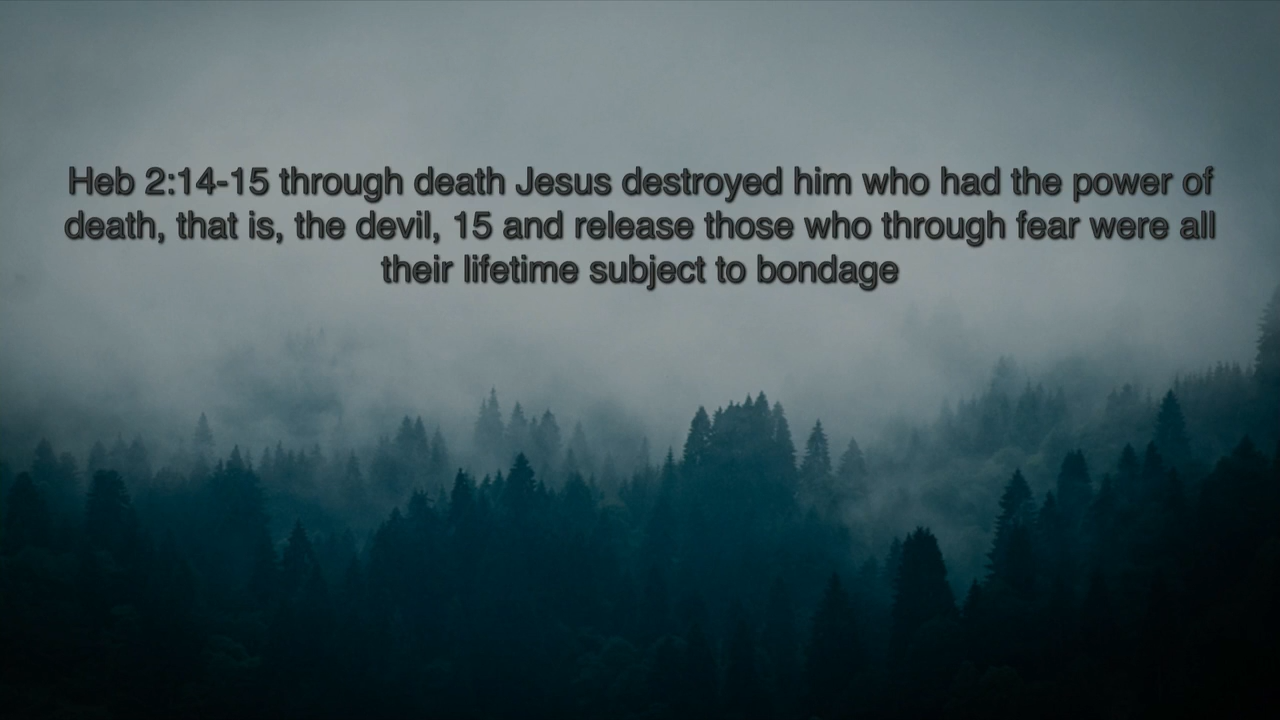 Heb 2:14-15 through death Jesus destroyed him who had the power of
death, that is, the devil, 15 and release those who through fear were all
their lifetime subject to bondage